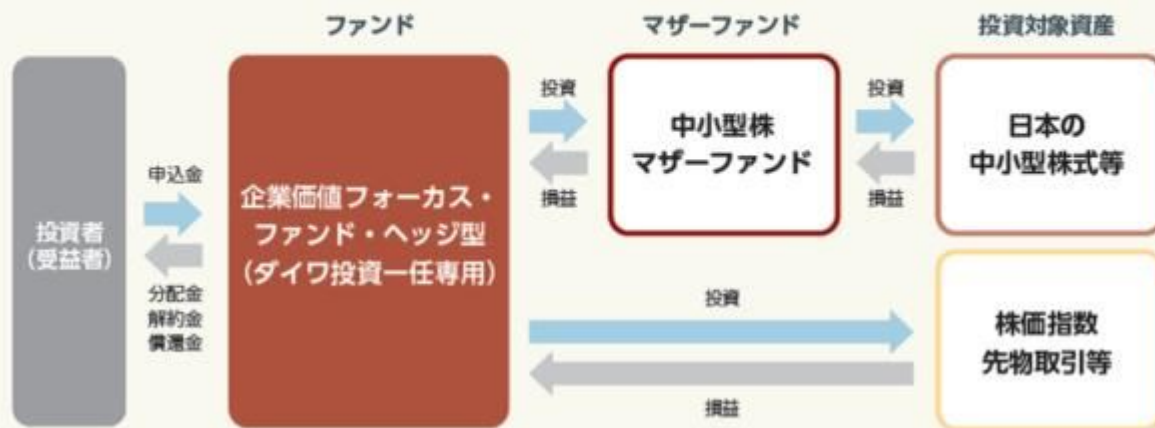 ファンド
マザーファンド
投資対象資産
投資者
(受益者)
申込金
分配金
解約金
償還金
企業価値フォーカス・
ファンド・ヘッジ型
(ダイワ投資一任専用)
投資
損益
中小型株
マザーファンド
投資
損益
日本の
中小型株式等
投資
損益
株価指数
先物取引等